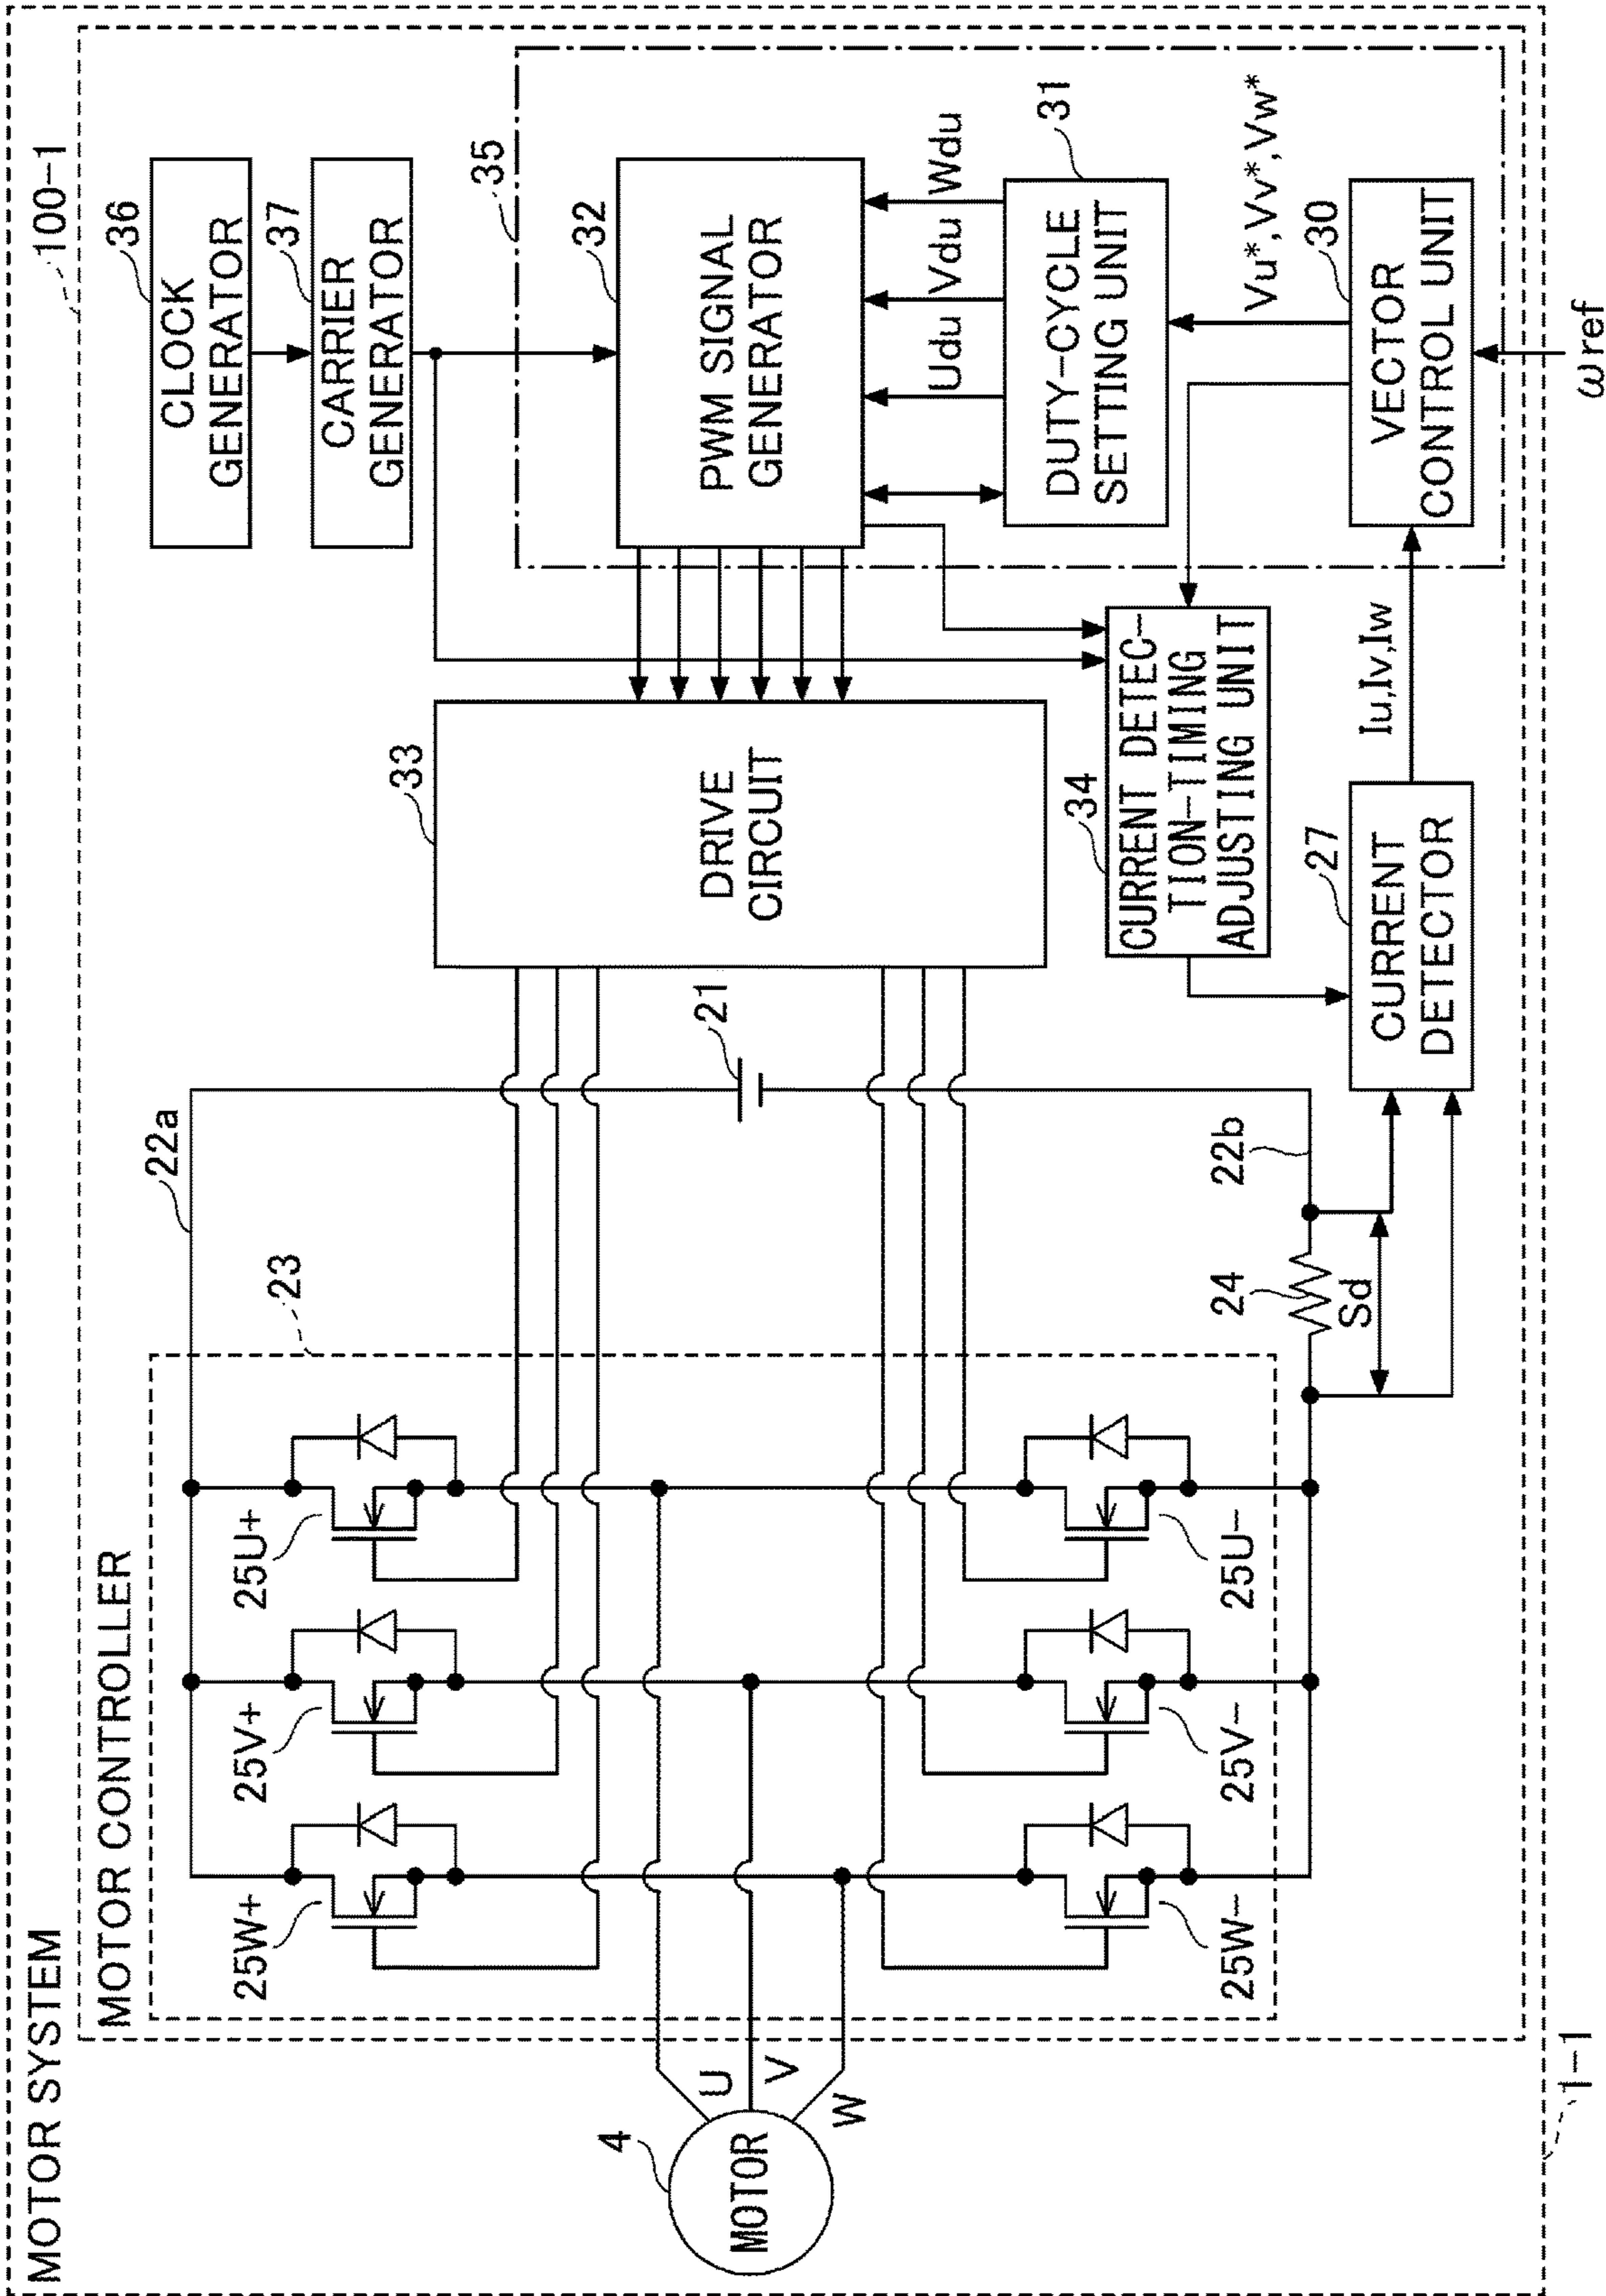 MOTOR SYSTEM
MOTOR CONTROLLER
100-1
36
CLOCK
GENERATOR
37
CARRIER
GENERATOR
22a
23
25W+
25V+
25U+
33
DRIVE
CIRCUIT
35
32
PWM SIGNAL
GENERATOR
Udu
Vdu
Wdu
31
DUTY-CYCLE
SETTING UNIT
4
MOTOR
U
V
W
21
34
CURRENT DETEC-
TION-TIMING
ADJUSTING UNIT
Vu*,Vv*,Vw*
25W-
25V-
25U-
24
Sd
22b
27
CURRENT
DETECTOR
Iu,Iv,Iw
30
VECTOR
CONTROL UNIT
ωref
1-1